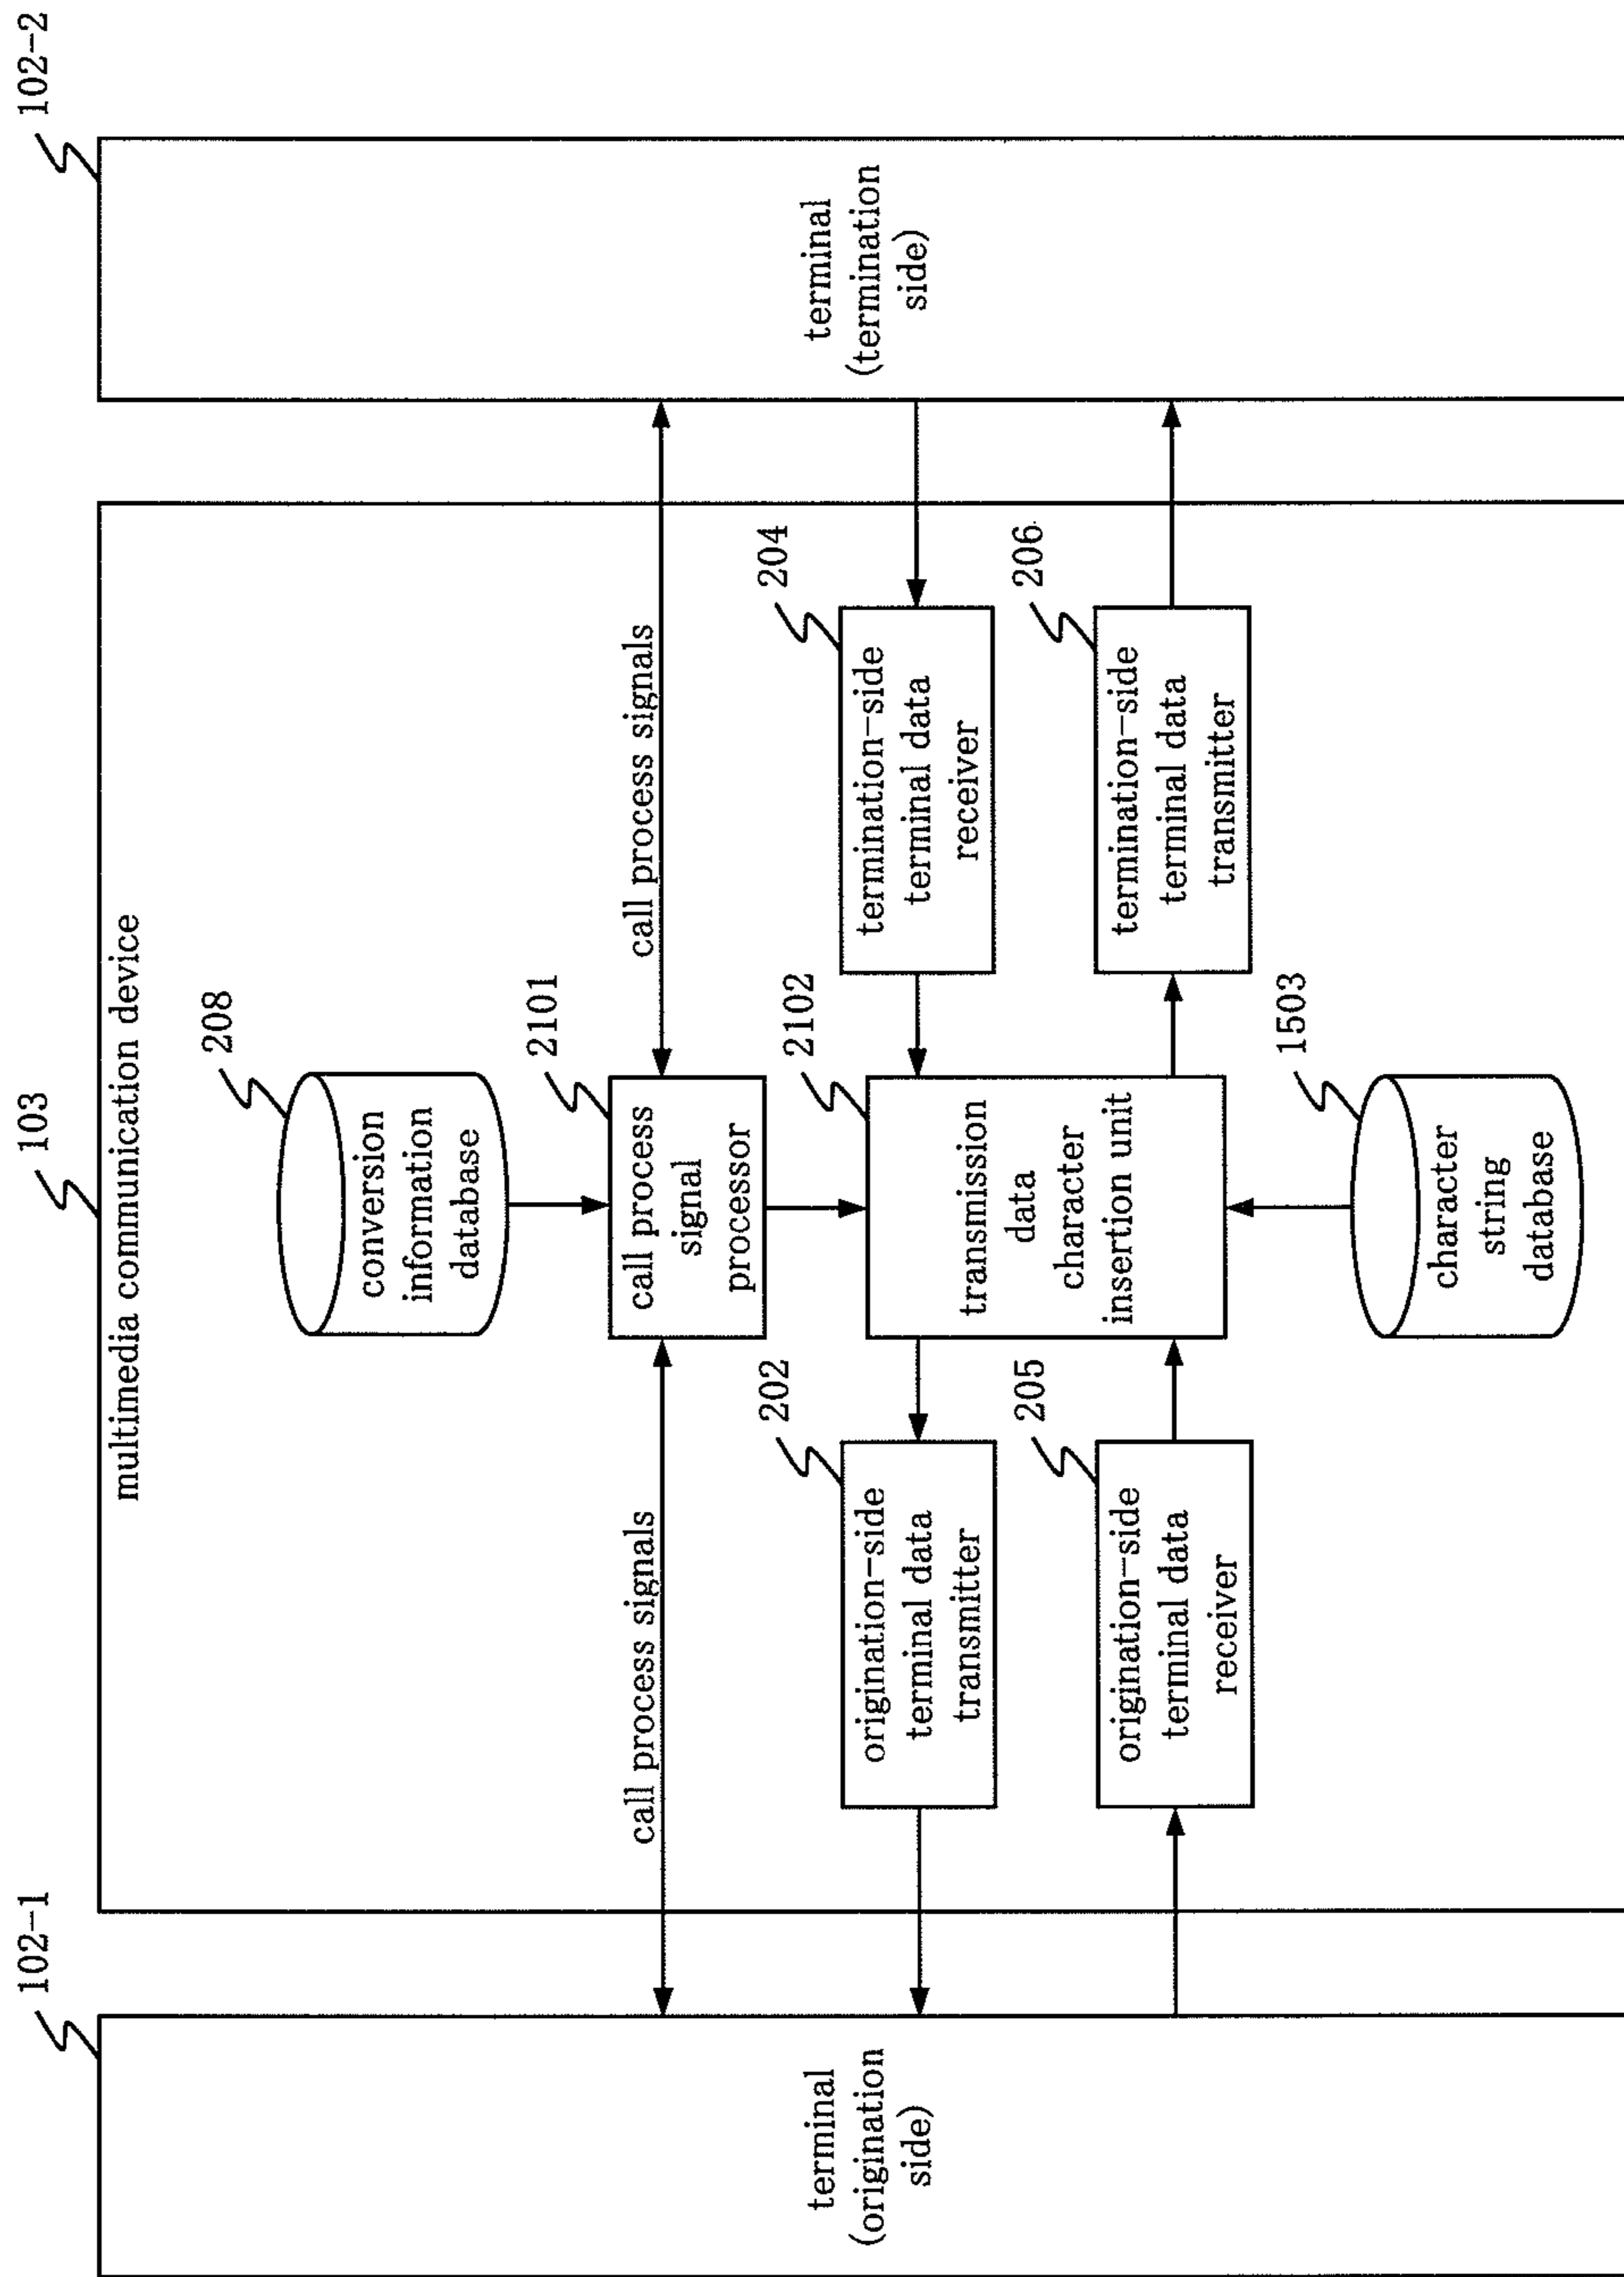 102-1
103
102-2
multimedia communication device
208
conversion
information
database
2101
call process signals
call process
signal
processor
call process signals
terminal
(origination
side)
202
origination-side
terminal data
transmitter
2102
transmission
data
character
insertion unit
204
termination-side
terminal data
receiver
terminal
(termination
side)
205
origination-side
terminal data
receiver
206
termination-side
terminal data
transmitter
1503
character
string
database